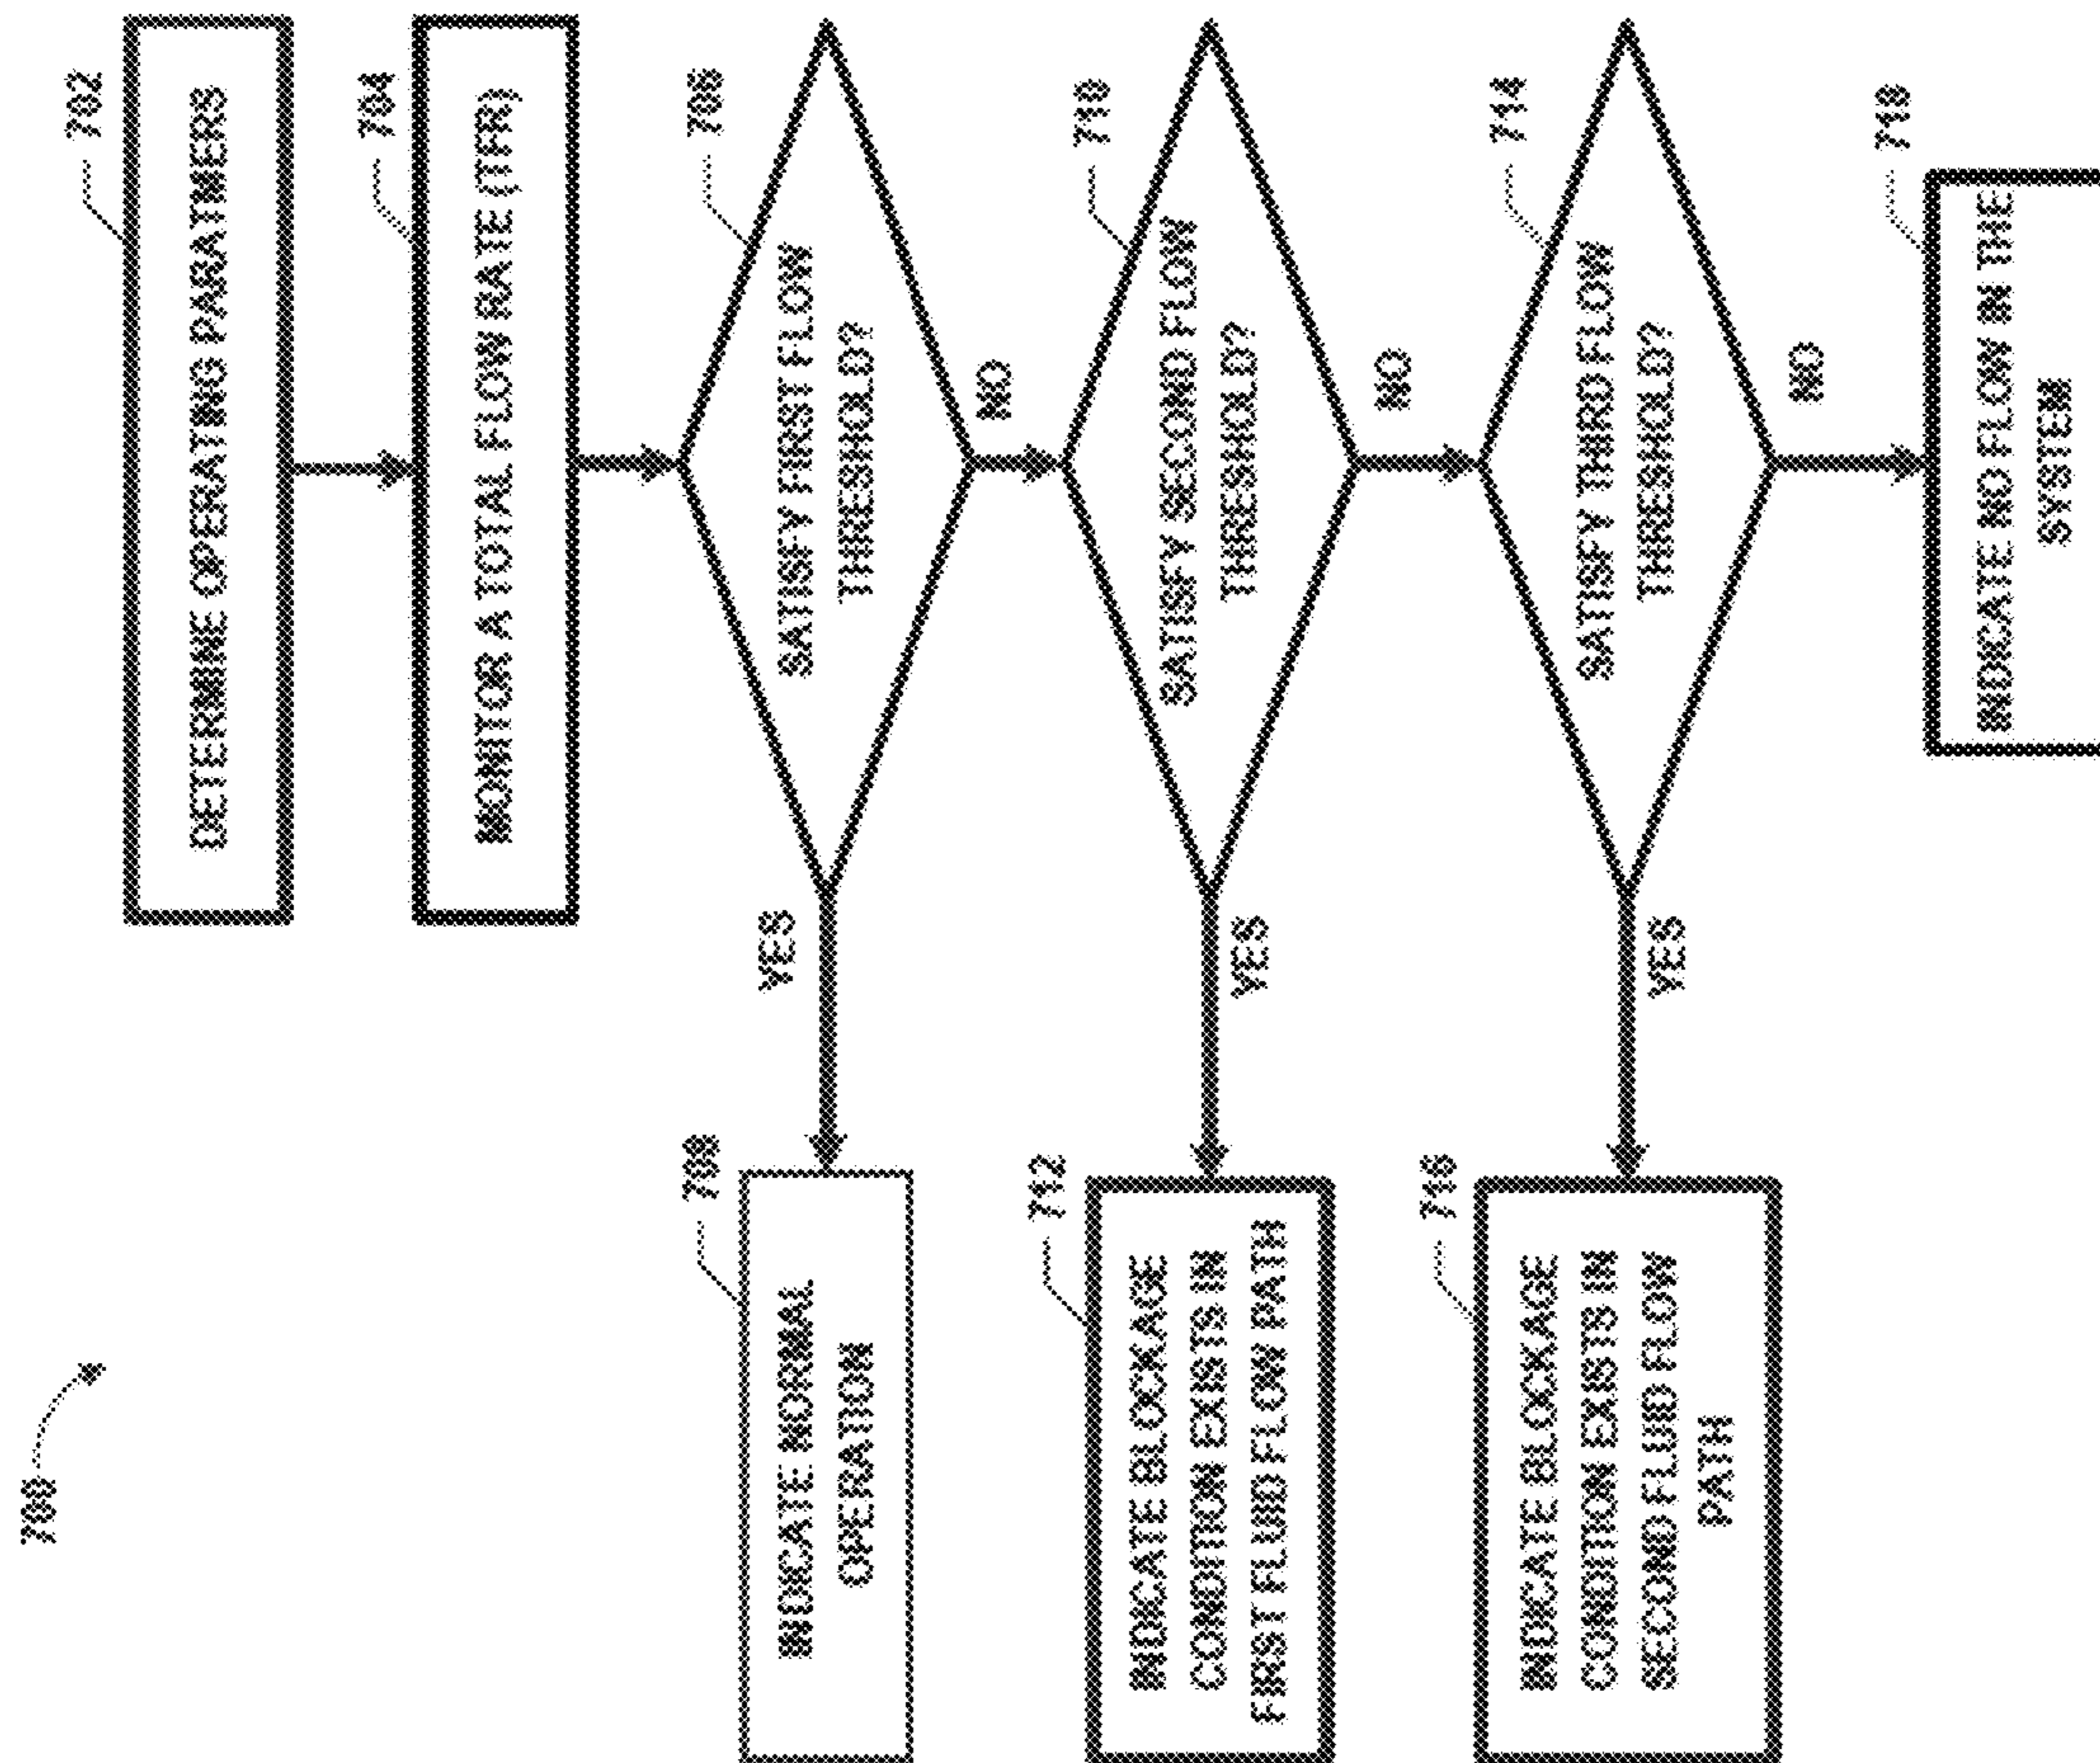 700
702
DETERMINE OPERATING PARATMERS
704
MONITOR A TOTAL FLOW RATE (TFR)
706
SATISFY FIRST FLOW
THRESHOLD?
YES
NO
708
INDICATE NORMAL
OPERATION
710
SATISFY SECOND FLOW
THRESHOLD?
YES
NO
712
INDICATE BLOCKAGE
CONDITION EXISTS IN
FIRST FLUID FLOW PATH
714
SATISFY THIRD FLOW
THRESHOLD?
YES
NO
716
INDICATE BLOCKAGE
CONDITION EXISTS IN
SECOND FLUID FLOW
PATH
718
INDICATE NO FLOW IN THE
SYSTEM